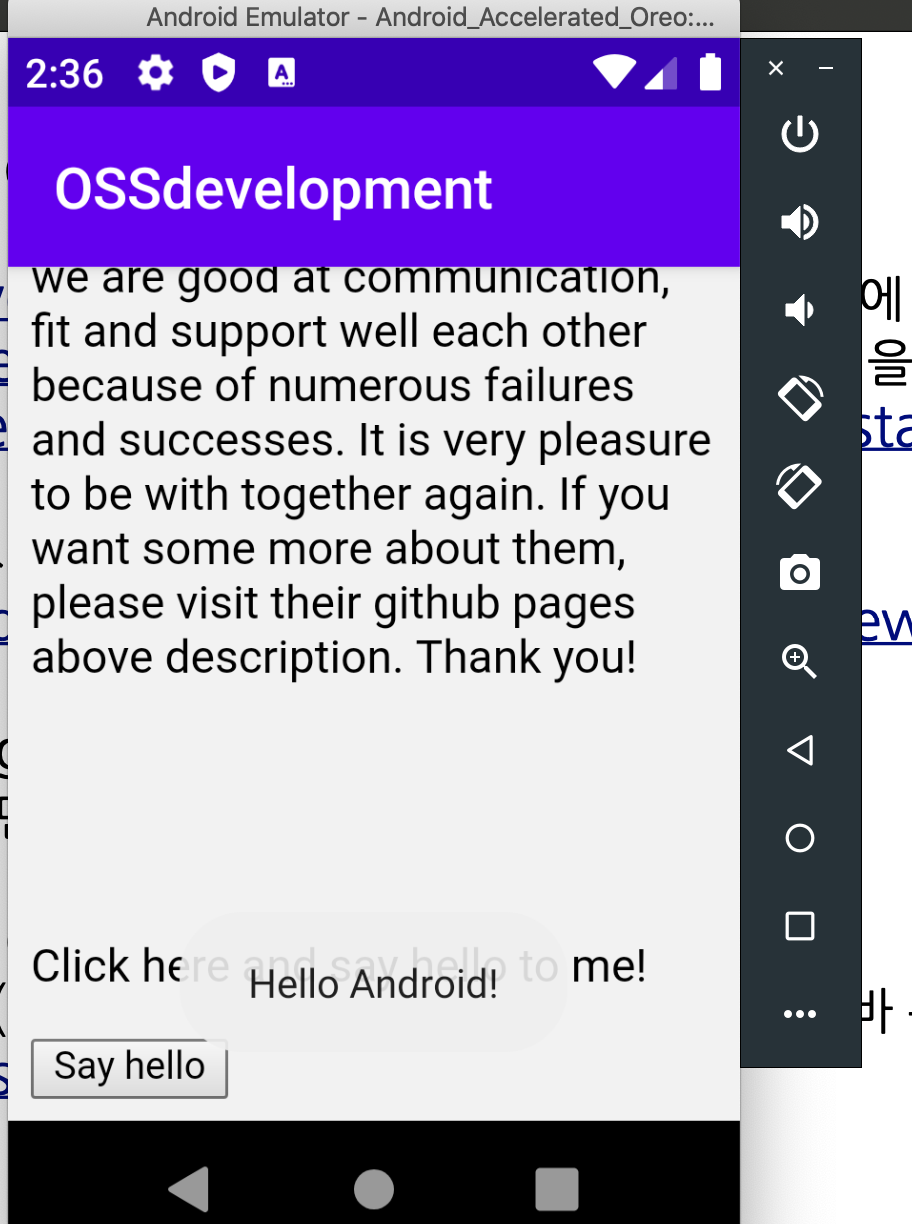 Android Emulator - Android_Accelerated_Oreo:...
2:36
OSSdevelopment
we are good at communication,
fit and support well each other
because of numerous failures
and successes. It is very pleasure
to be with together again. If you
want some more about them,
please visit their github pages
above description. Thank you!
에
을
sta
ew
Click here and say hello to me!
Hello Android!
바
Say hello